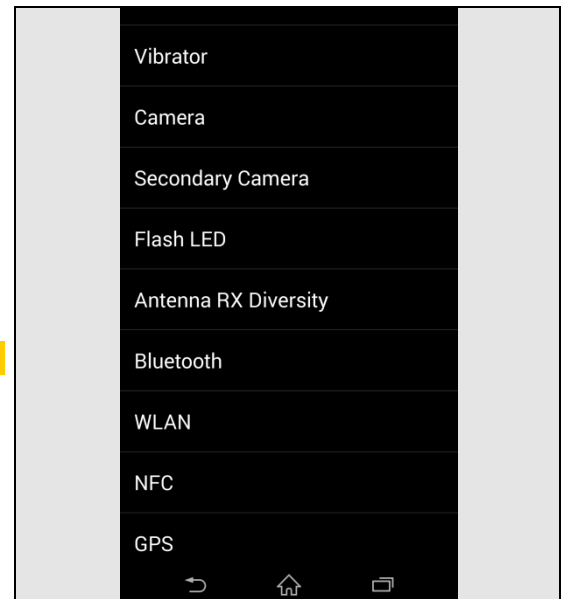 Vibrator
Camera
Secondary Camera
Flash LED
Antenna RX Diversity
Bluetooth
WLAN
NFC
GPS